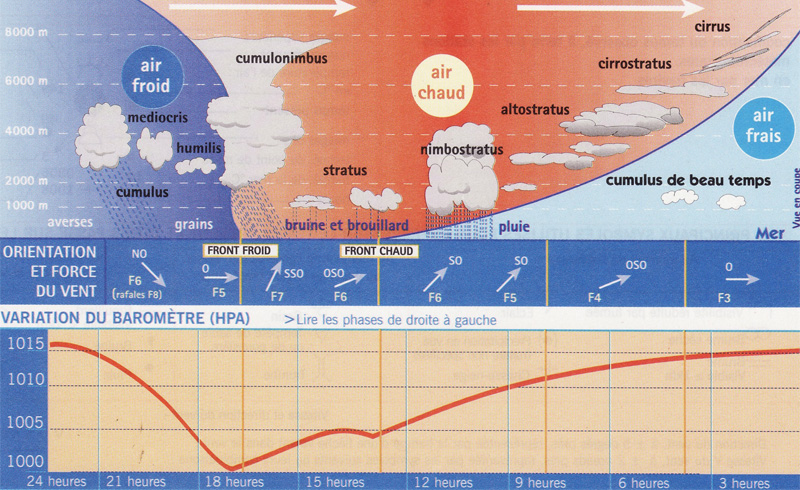 8000 m
6000 m
4000 m
2000 m
1000 m
air
froid
cumulonimbus
mediocris
humilis
cumulus
averses
grains
air
chaud
cirrus
cirrostratus
altostratus
nimbostratus
stratus
bruine et brouillard
pluie
air
frais
cumulus de beau temps
Mer
Vue en coupe
ORIENTATION
ET FORCE
DU VENT
FRONT FROID
FRONT CHAUD
NO
F6
(rafales F8)
O
F5
SSO
F7
OSO
F6
SO
F6
SO
F5
OSO
F4
O
F3
VARIATION DU BAROMÈTRE (HPA)
>Lire les phases de droite à gauche
1015
1010
1005
1000
24 heures
21 heures
18 heures
15 heures
12 heures
9 heures
6 heures
3 heures